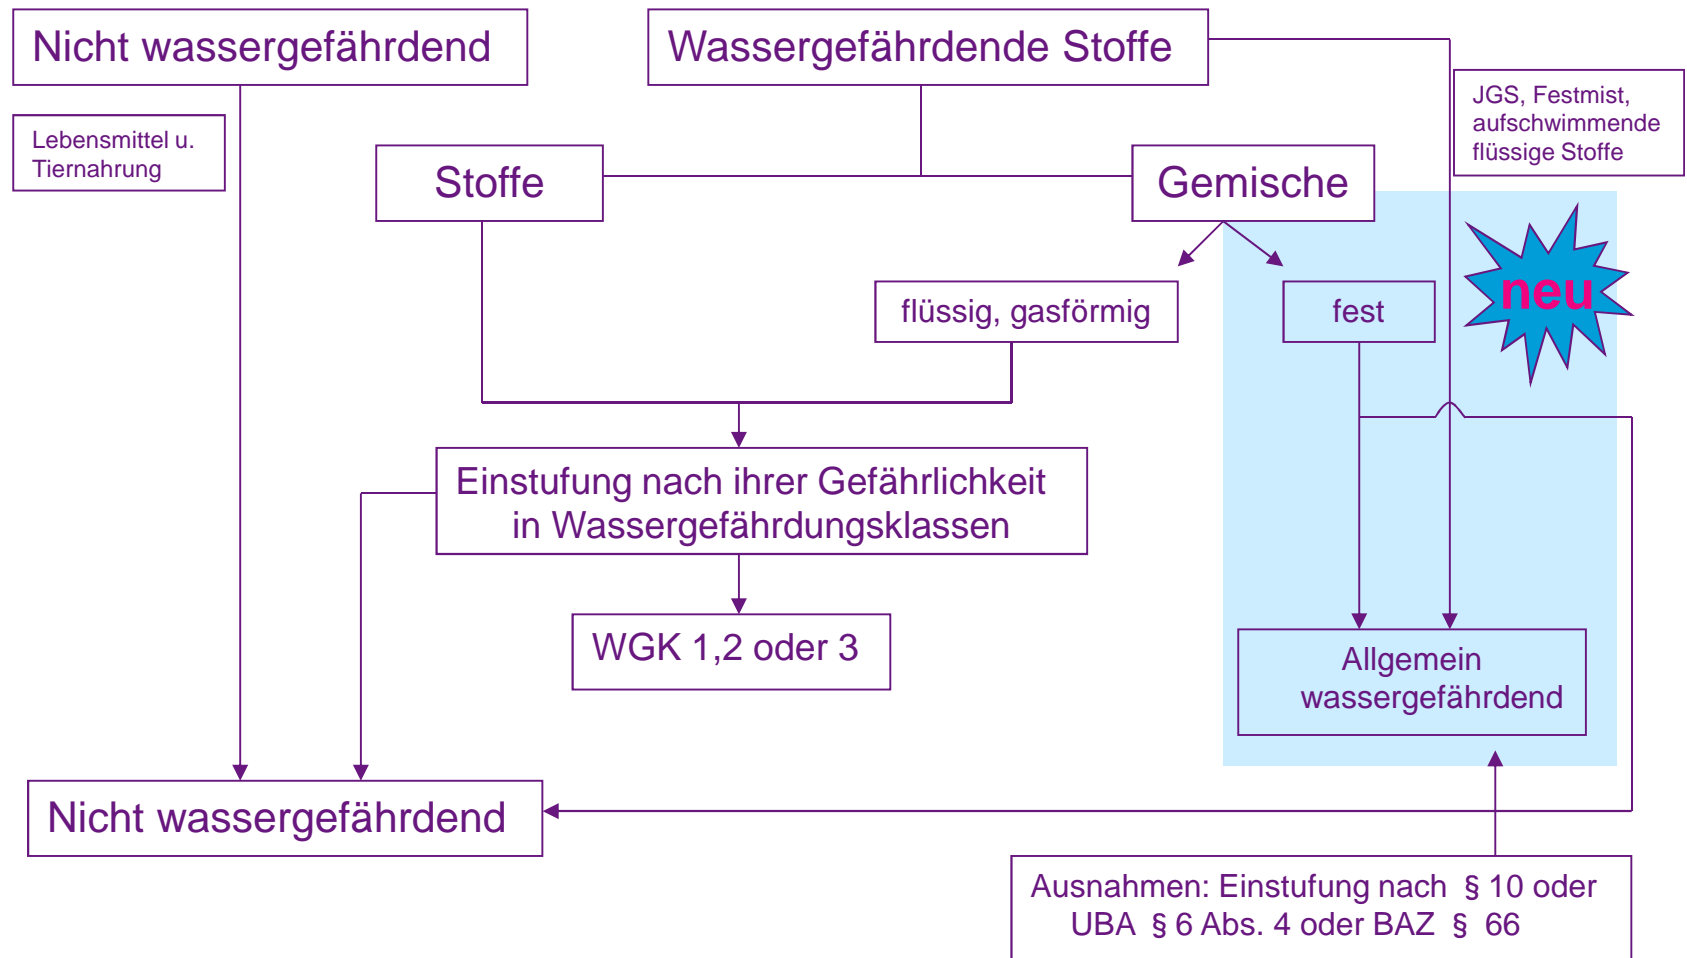 Nicht wassergefährdend
Wassergefährdende Stoffe
Lebensmittel u.
Tiernahrung
JGS, Festmist,
aufschwimmende
flüssige Stoffe
Stoffe
Gemische
flüssig, gasförmig
fest
neu
Einstufung nach ihrer Gefährlichkeit
in Wassergefährdungsklassen
WGK 1,2 oder 3
Allgemein
wassergefährdend
Nicht wassergefährdend
Ausnahmen: Einstufung nach § 10 oder
UBA § 6 Abs. 4 oder BAZ § 66